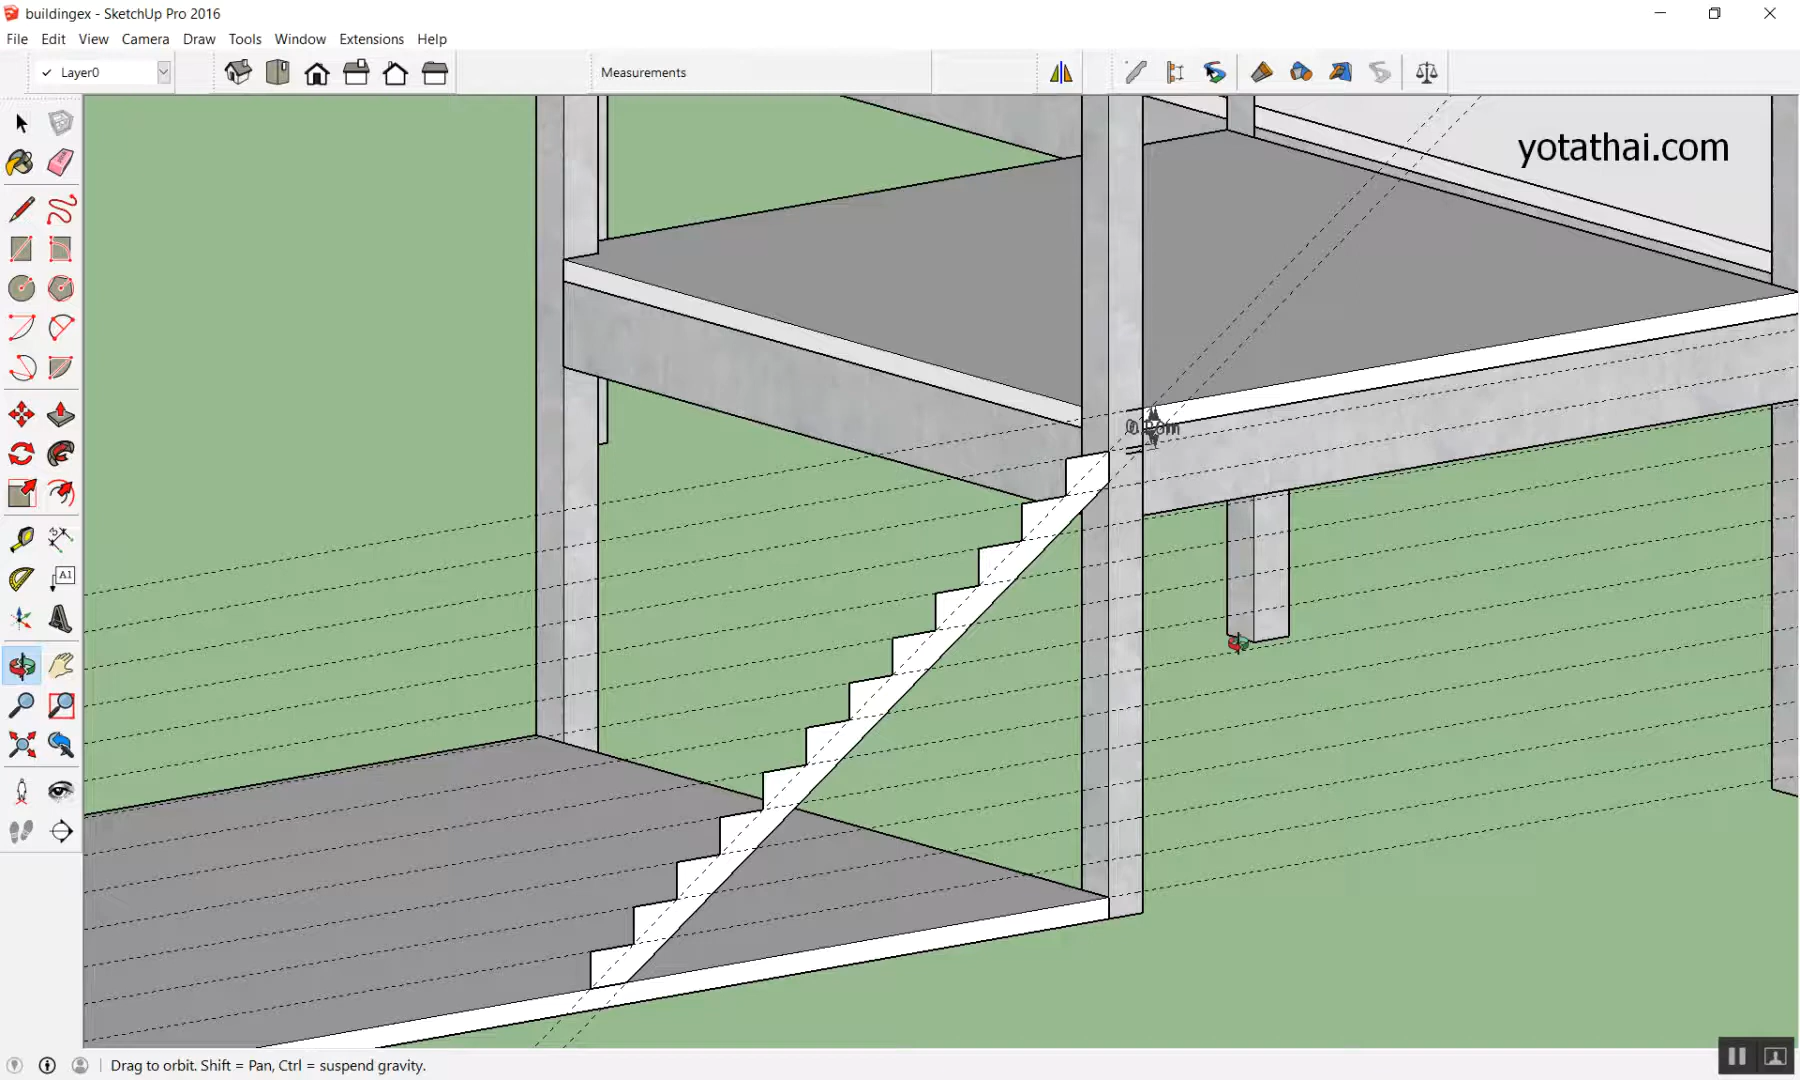 buildingex - SketchUp Pro 2016
File Edit View Camera Draw Tools Window Extensions Help
Layer0
Measurements
yotathai.com
A1
Drag to orbit. Shift = Pan, Ctrl = suspend gravity.